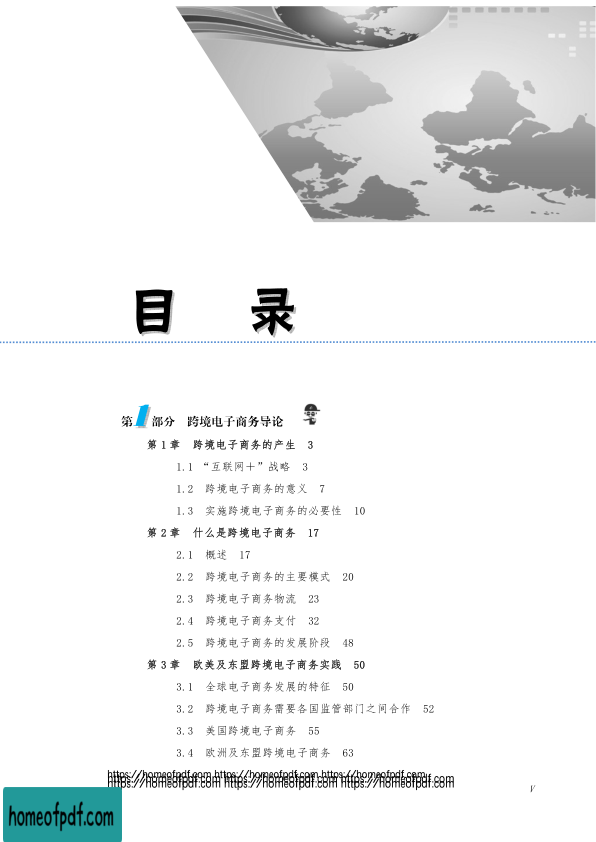 目 录
第1部分 跨境电子商务导论
第1章 跨境电子商务的产生 3
1.1 “互联网＋”战略 3
1.2 跨境电子商务的意义 7
1.3 实施跨境电子商务的必要性 10
第2章 什么是跨境电子商务 17
2.1 概述 17
2.2 跨境电子商务的主要模式 20
2.3 跨境电子商务物流 23
2.4 跨境电子商务支付 32
2.5 跨境电子商务的发展阶段 48
第3章 欧美及东盟跨境电子商务实践 50
3.1 全球电子商务发展的特征 50
3.2 跨境电子商务需要各国监管部门之间合作 52
3.3 美国跨境电子商务 55
3.4 欧洲及东盟跨境电子商务 63
https://homeofpdf.com https://homeofpdf.com https://homeofpdf.com
https://homeofpdf.com https://homeofpdf.com https://homeofpdf.com
https://homeofpdf.com https://homeofpdf.com https://homeofpdf.com
V
homeofpdf.com